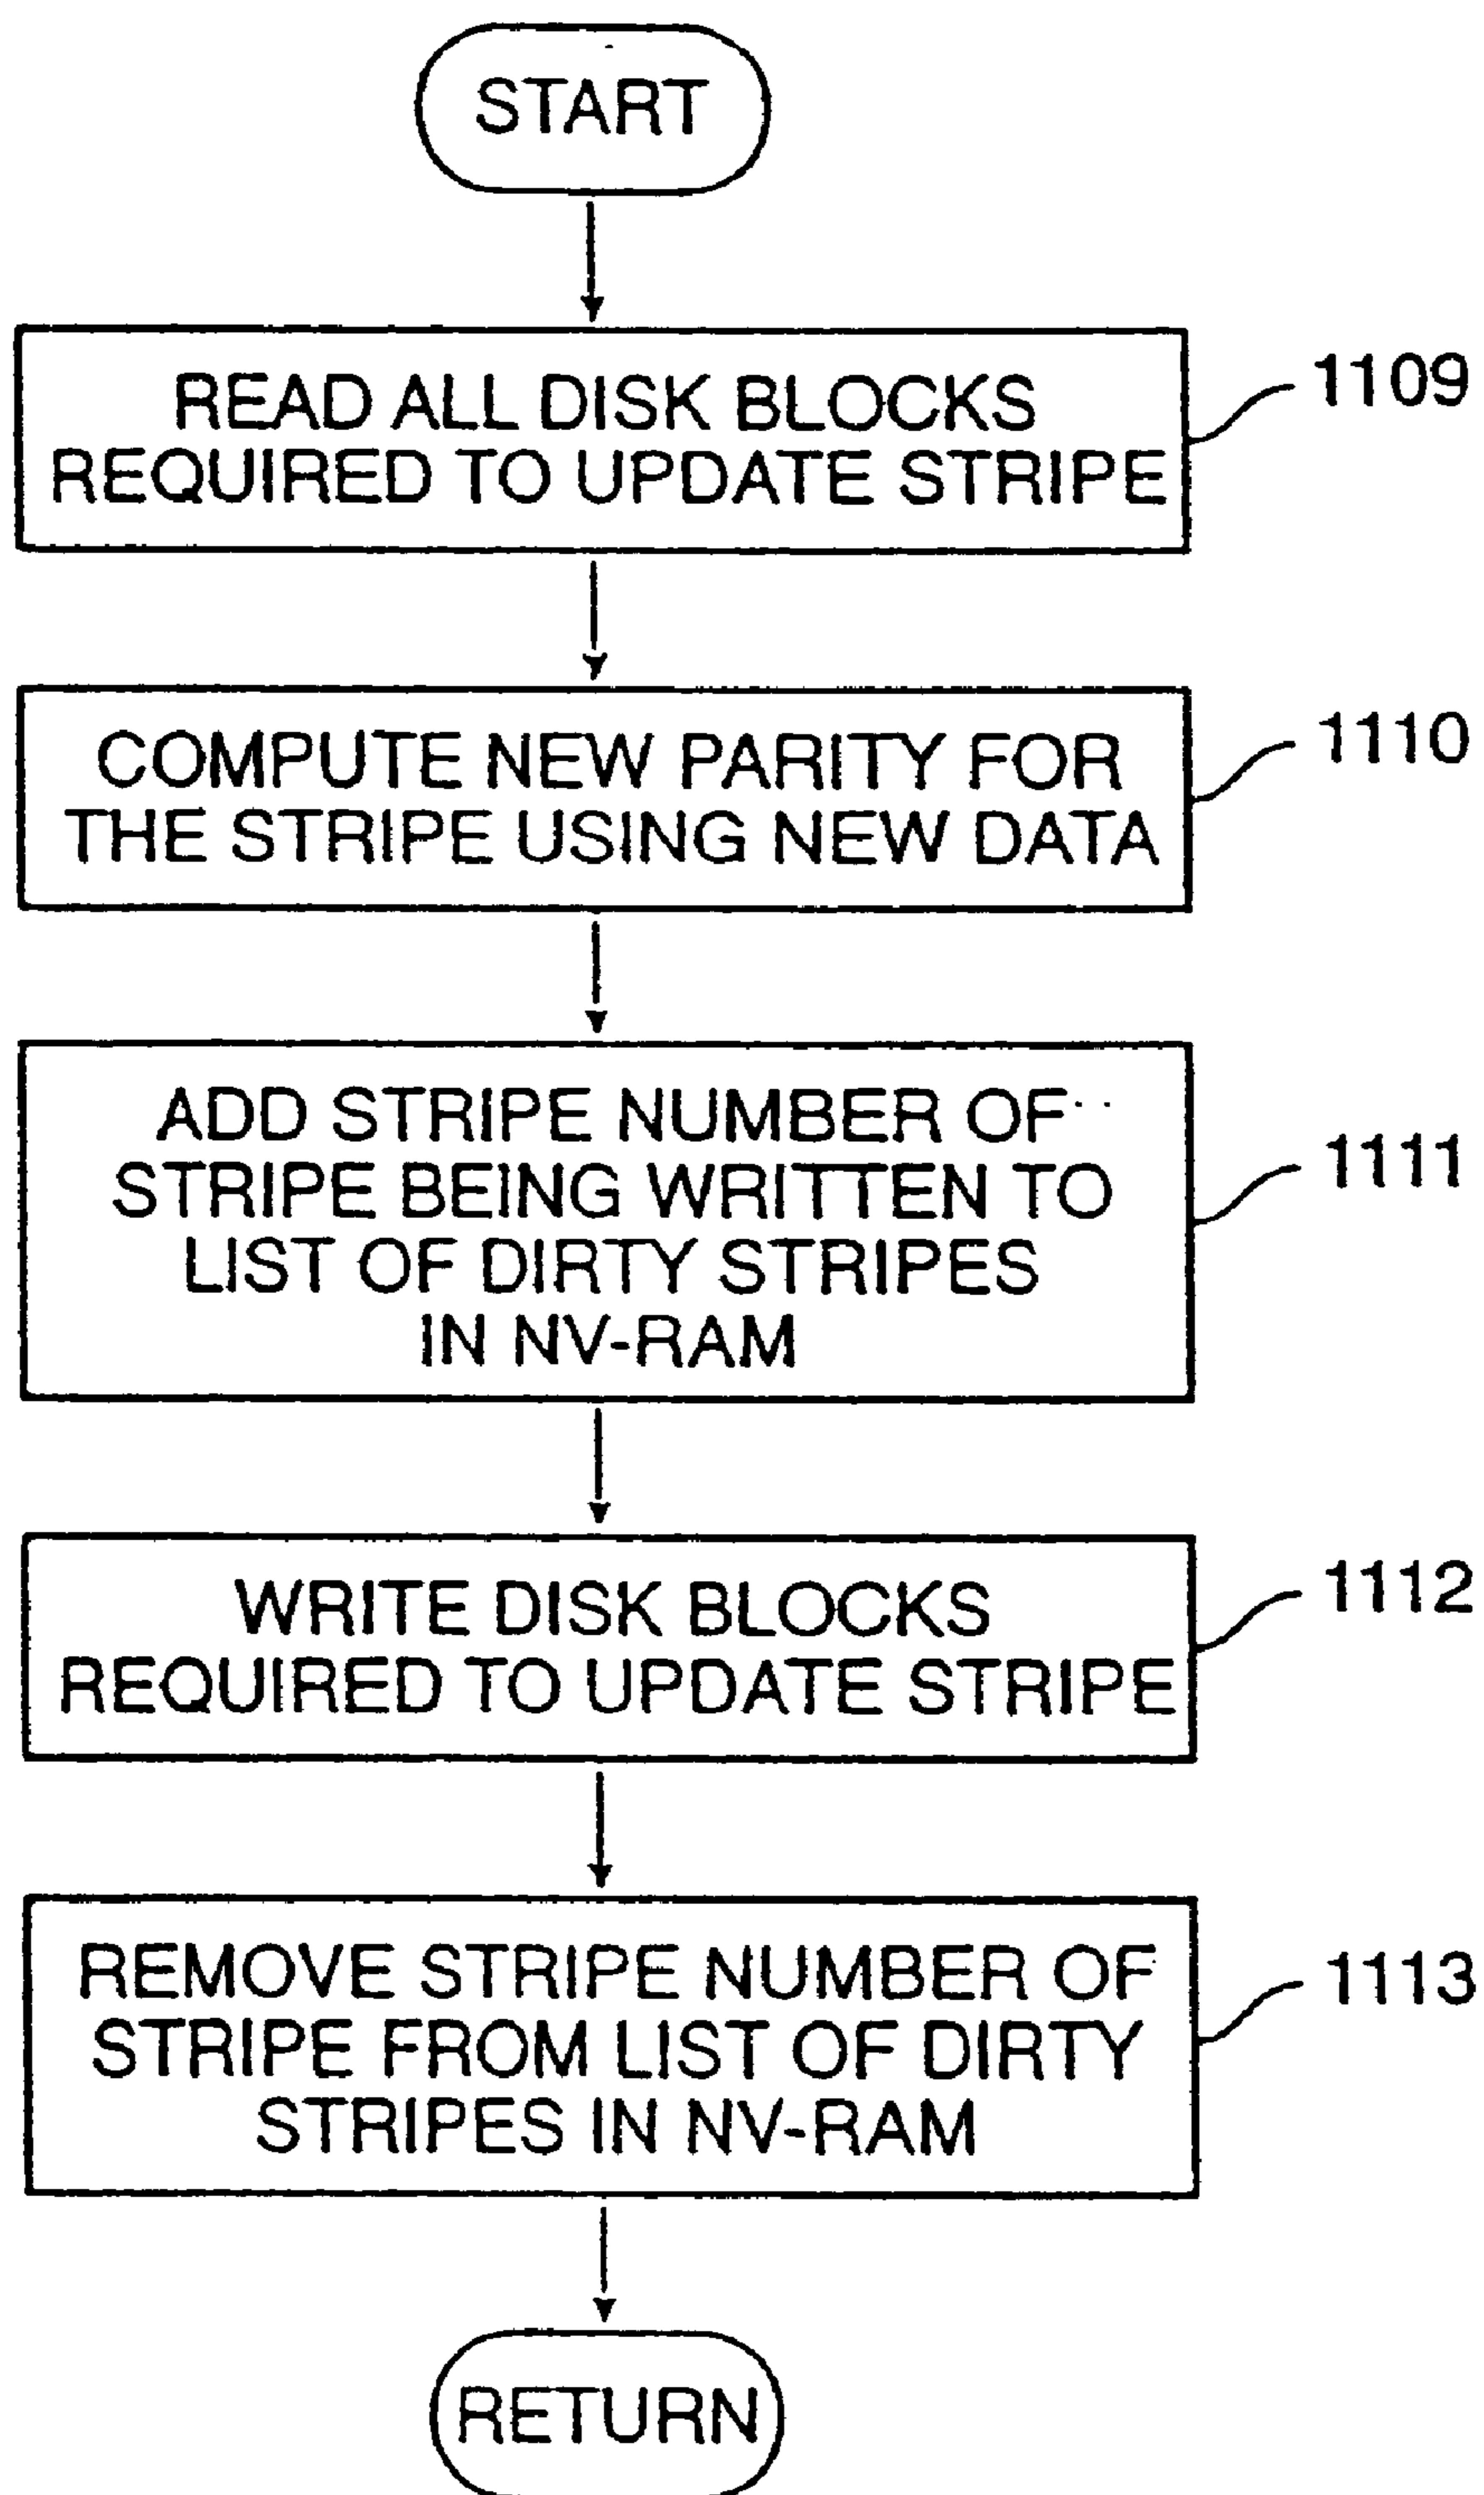 START
READ ALL DISK BLOCKS
REQUIRED TO UPDATE STRIPE
1109
COMPUTE NEW PARITY FOR
THE STRIPE USING NEW DATA
1110
ADD STRIPE NUMBER OF
STRIPE BEING WRITTEN TO
LIST OF DIRTY STRIPES
IN NV-RAM
1111
WRITE DISK BLOCKS
REQUIRED TO UPDATE STRIPE
1112
REMOVE STRIPE NUMBER OF
STRIPE FROM LIST OF DIRTY
STRIPES IN NV-RAM
1113
RETURN